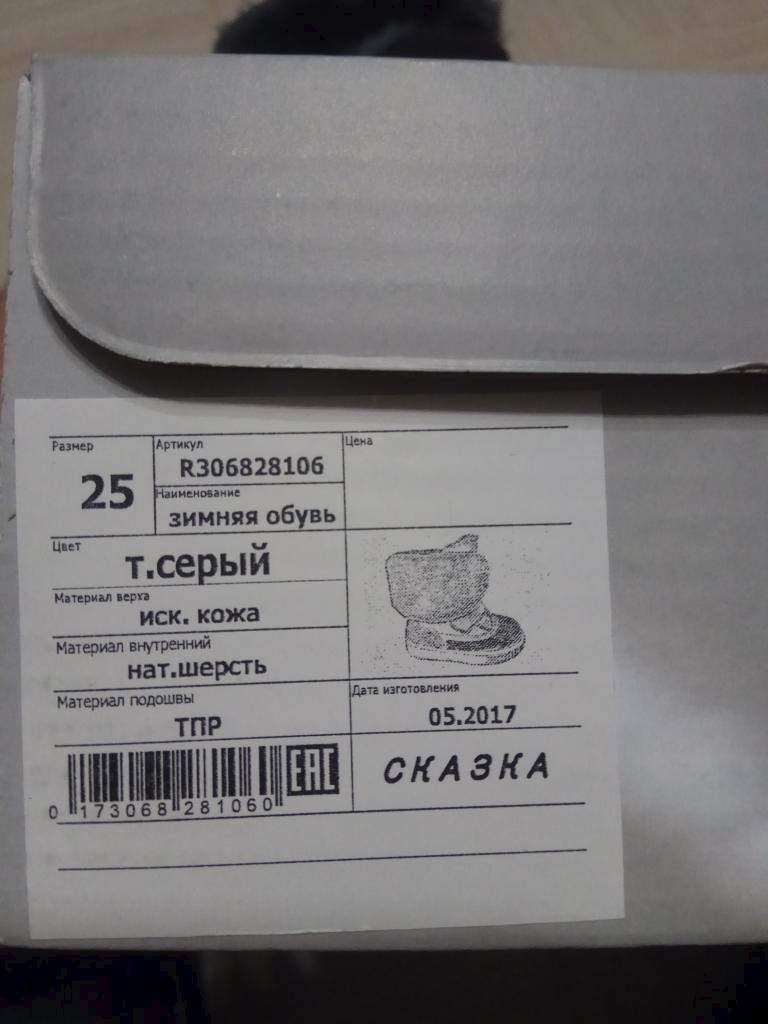 Размер
25
Артикул
R306828106
Наименование
зимняя обувь
Цена
Цвет
т.серый
Материал верха
иск. кожа
Материал внутренний
нат.шерсть
Материал подошвы
ТПР
Дата изготовления
05.2017
0 173068 281060
EAC
СКАЗКА